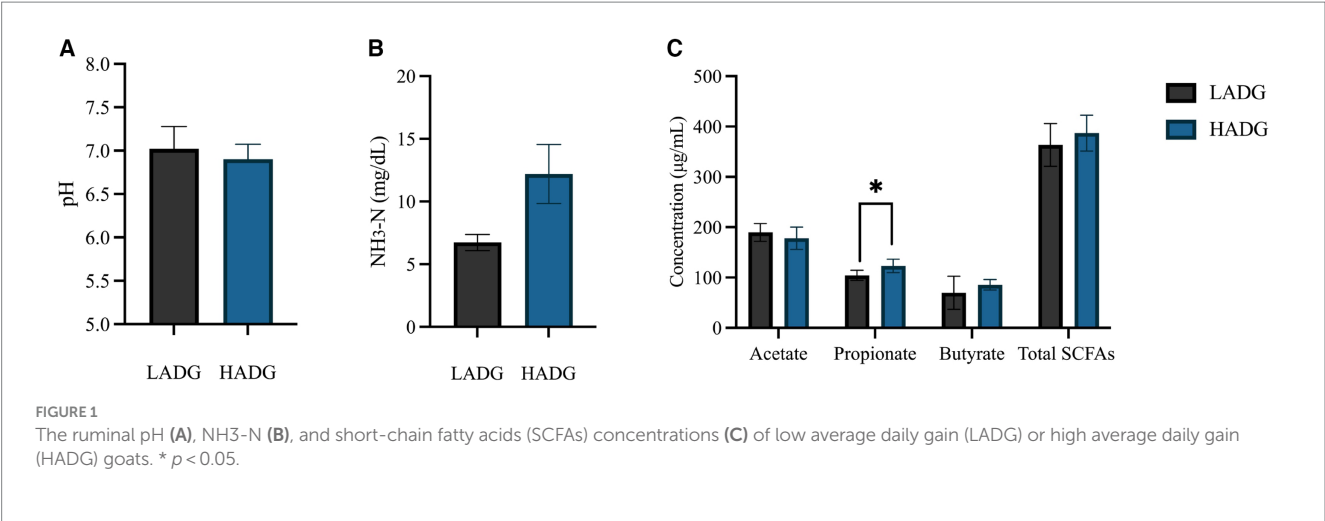 A
pH
8.0
7.5
7.0
6.5
6.0
5.5
5.0
LADG HADG
B
NH3-N (mg/dL)
20
15
10
5
0
LADG HADG
C
Concentration (µg/mL)
500
400
300
200
100
0
*
Acetate Propionate Butyrate Total SCFAs
LADG
HADG
FIGURE 1
The ruminal pH (A), NH3-N (B), and short-chain fatty acids (SCFAs) concentrations (C) of low average daily gain (LADG) or high average daily gain
(HADG) goats. * p < 0.05.